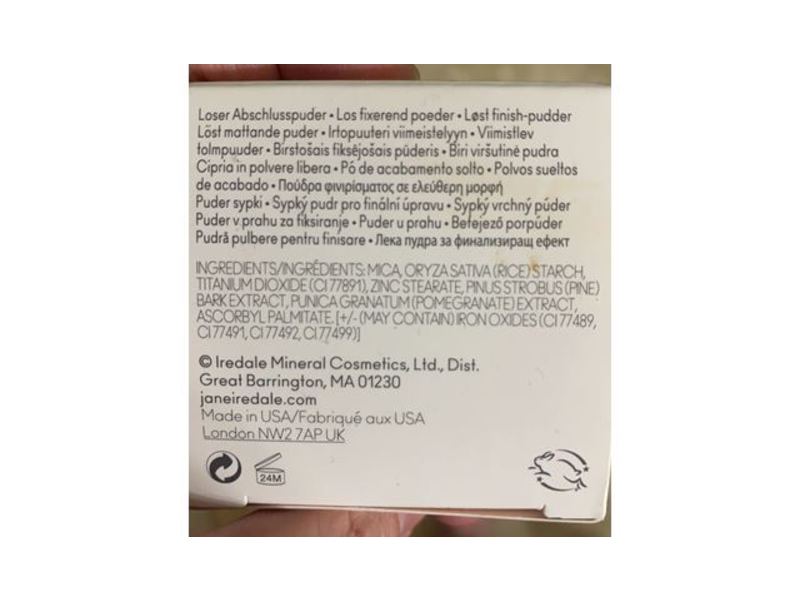 Loser Abschlusspuder • Los fixerend poeder • Løst finish-pudder
Löst mattande puder • Irtopuuteri viimeistelyyn • Viimistlev
tolmpuuder • Birstošais fiksējošais pūderis • Biri viršutinė pudra
Cipria in polvere libera • Pó de acabamento solto • Polvos sueltos
de acabado • Πούδρα φινιρίσματος σε ελεύθερη μορφή
Puder sypki • Sypký pudr pro finální úpravu • Sypký vrchný púder
Puder v prahu za fiksiranje • Puder u prahu • Befejező porpúder
Pudră pulbere pentru finisare • Лека пудра за финализиращ ефект
INGREDIENTS/INGRÉDIENTS: MICA, ORYZA SATIVA (RICE) STARCH,
TITANIUM DIOXIDE (CI 77891), ZINC STEARATE, PINUS STROBUS (PINE)
BARK EXTRACT, PUNICA GRANATUM (POMEGRANATE) EXTRACT,
ASCORBYL PALMITATE. [+/- (MAY CONTAIN) IRON OXIDES (CI 77489,
CI 77491, CI 77492, CI 77499)]
© Iredale Mineral Cosmetics, Ltd., Dist.
Great Barrington, MA 01230
janeiredale.com
Made in USA/Fabriqué aux USA
London NW2 7AP UK
24M